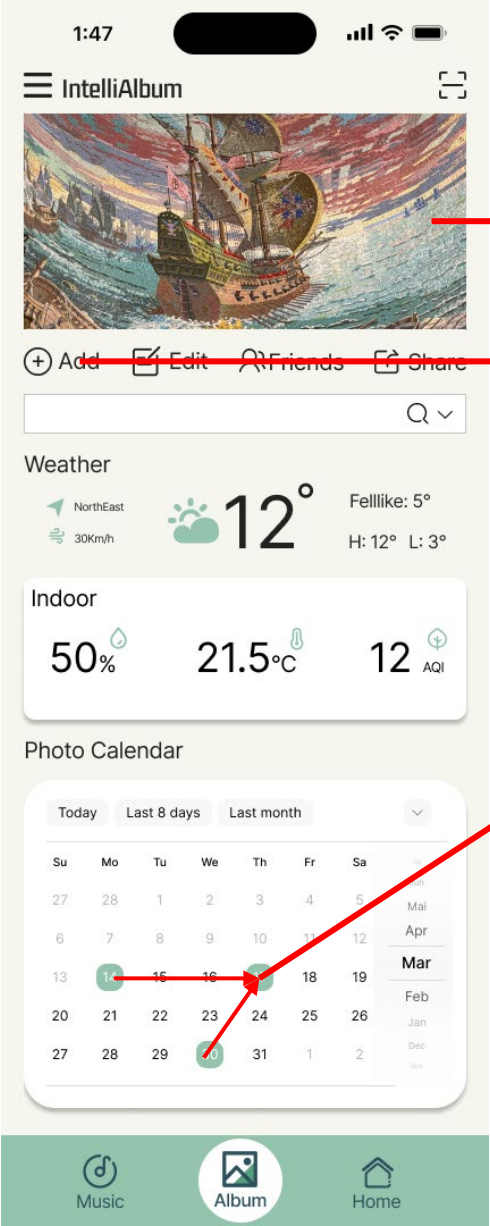 1:47
IntelliAlbum
Add Edit Friends Share
Weather
NorthEast
30Km/h
12°
Felllike: 5°
H: 12° L: 3°
Indoor
50%
21.5°C
12 AQI
Photo Calendar
Today Last 8 days Last month
Su Mo Tu We Th Fr Sa
27 28 1 2 3 4 5 Mai
6 7 8 9 10 11 12 Apr
13 14 15 16 17 18 19 Mar
20 21 22 23 24 25 26 Feb
Jan
27 28 29 30 31 1 2 Dec
Music Album Home